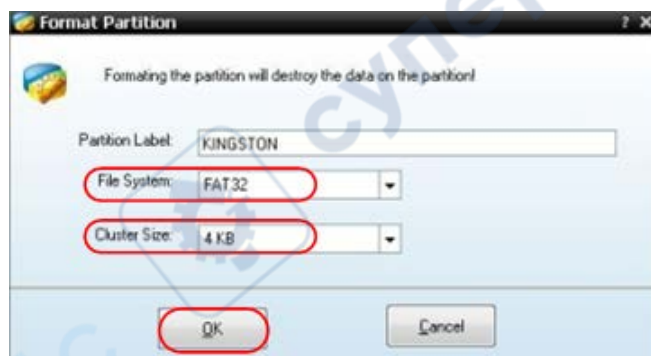 Format Partition ? X
Formating the partition will destroy the data on the partition!
Partition Label: KINGSTON
File System: FAT32
Cluster Size: 4 KB
OK Cancel